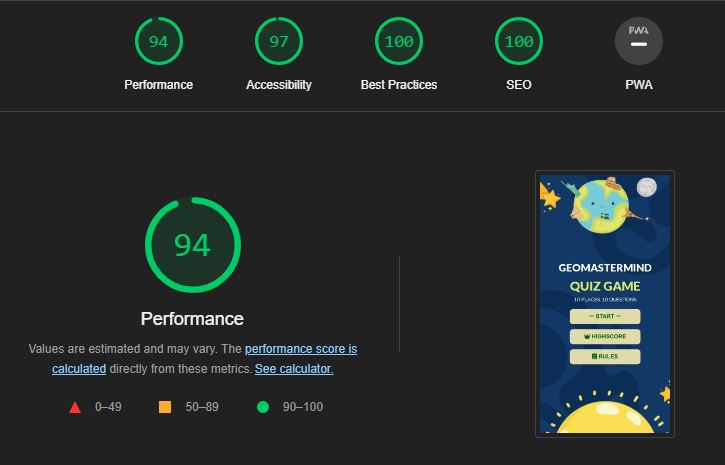 94 97 100 100 PWA
Performance Accessibility Best Practices SEO PWA
94
Performance
Values are estimated and may vary. The performance score is
calculated directly from these metrics. See calculator.
0–49 50–89 90–100
GEOMASTERMIND
QUIZ GAME
10 PLACES 10 QUESTIONS
— START —
HIGHSCORE
RULES